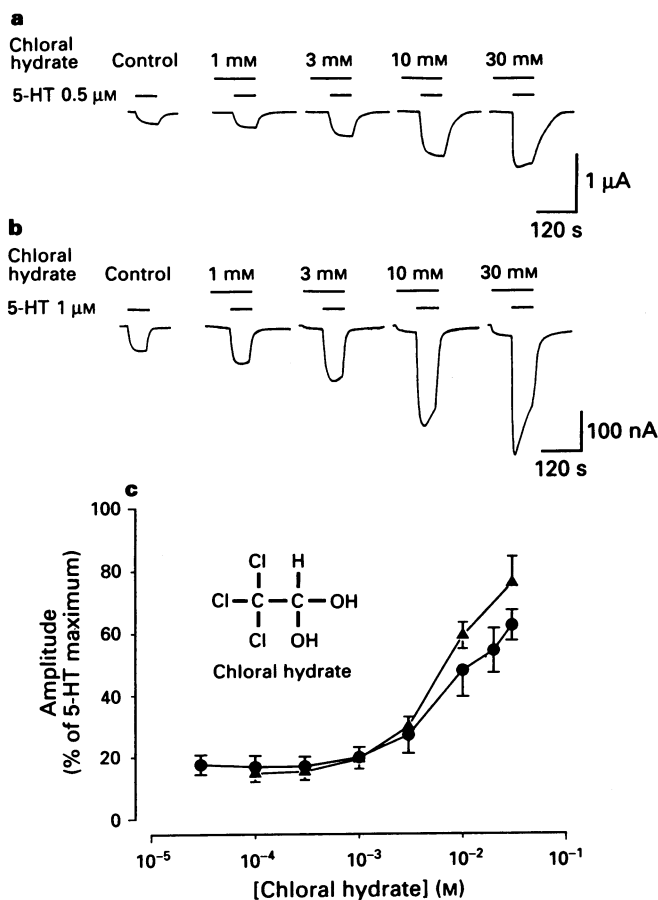 a
Chloral hydrate Control 1 mM 3 mM 10 mM 30 mM
5-HT 0.5 µM
1 µA
120 s
b
Chloral hydrate Control 1 mM 3 mM 10 mM 30 mM
5-HT 1 µM
100 nA
120 s
c
Amplitude
(% of 5-HT maximum)
100
80
60
40
20
0
Cl H
Cl C C OH
Cl OH
Chloral hydrate
10⁻⁵ 10⁻⁴ 10⁻³ 10⁻² 10⁻¹
[Chloral hydrate] (M)